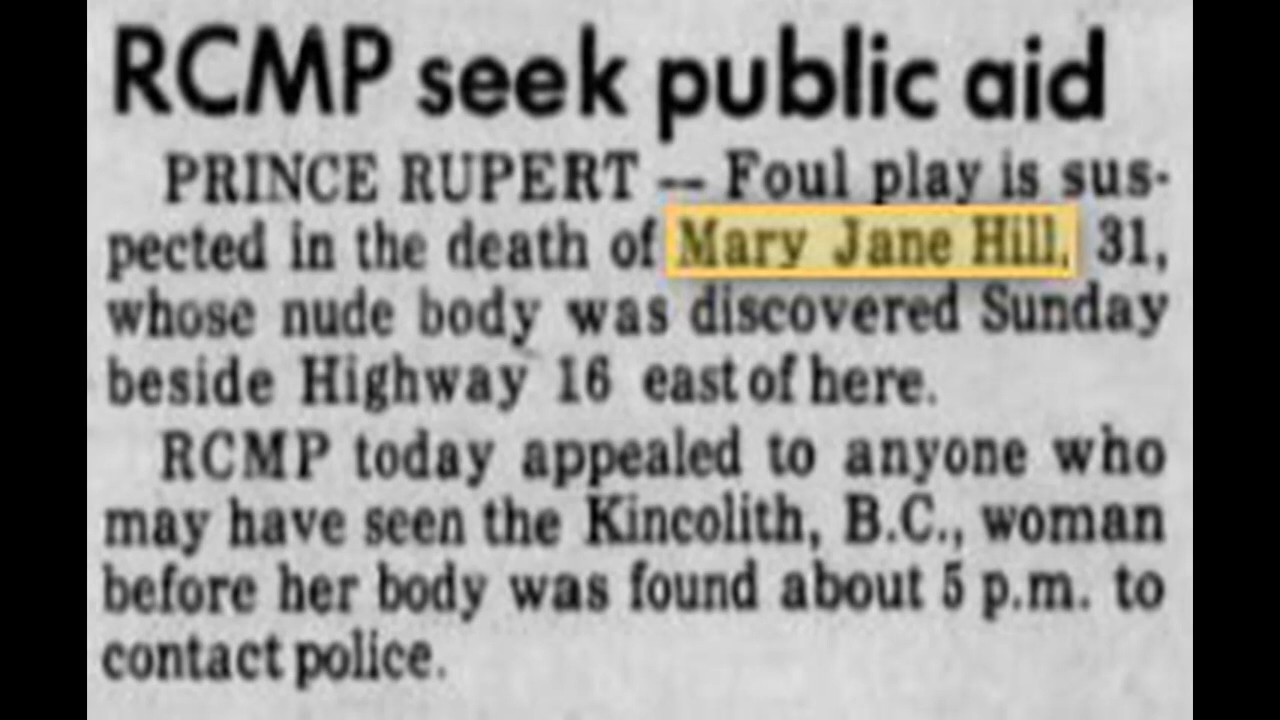 RCMP seek public aid
PRINCE RUPERT — Foul play is sus-
pected in the death of Mary Jane Hill, 31,
whose nude body was discovered Sunday
beside Highway 16 east of here.
RCMP today appealed to anyone who
may have seen the Kincolith, B.C., woman
before her body was found about 5 p.m. to
contact police.